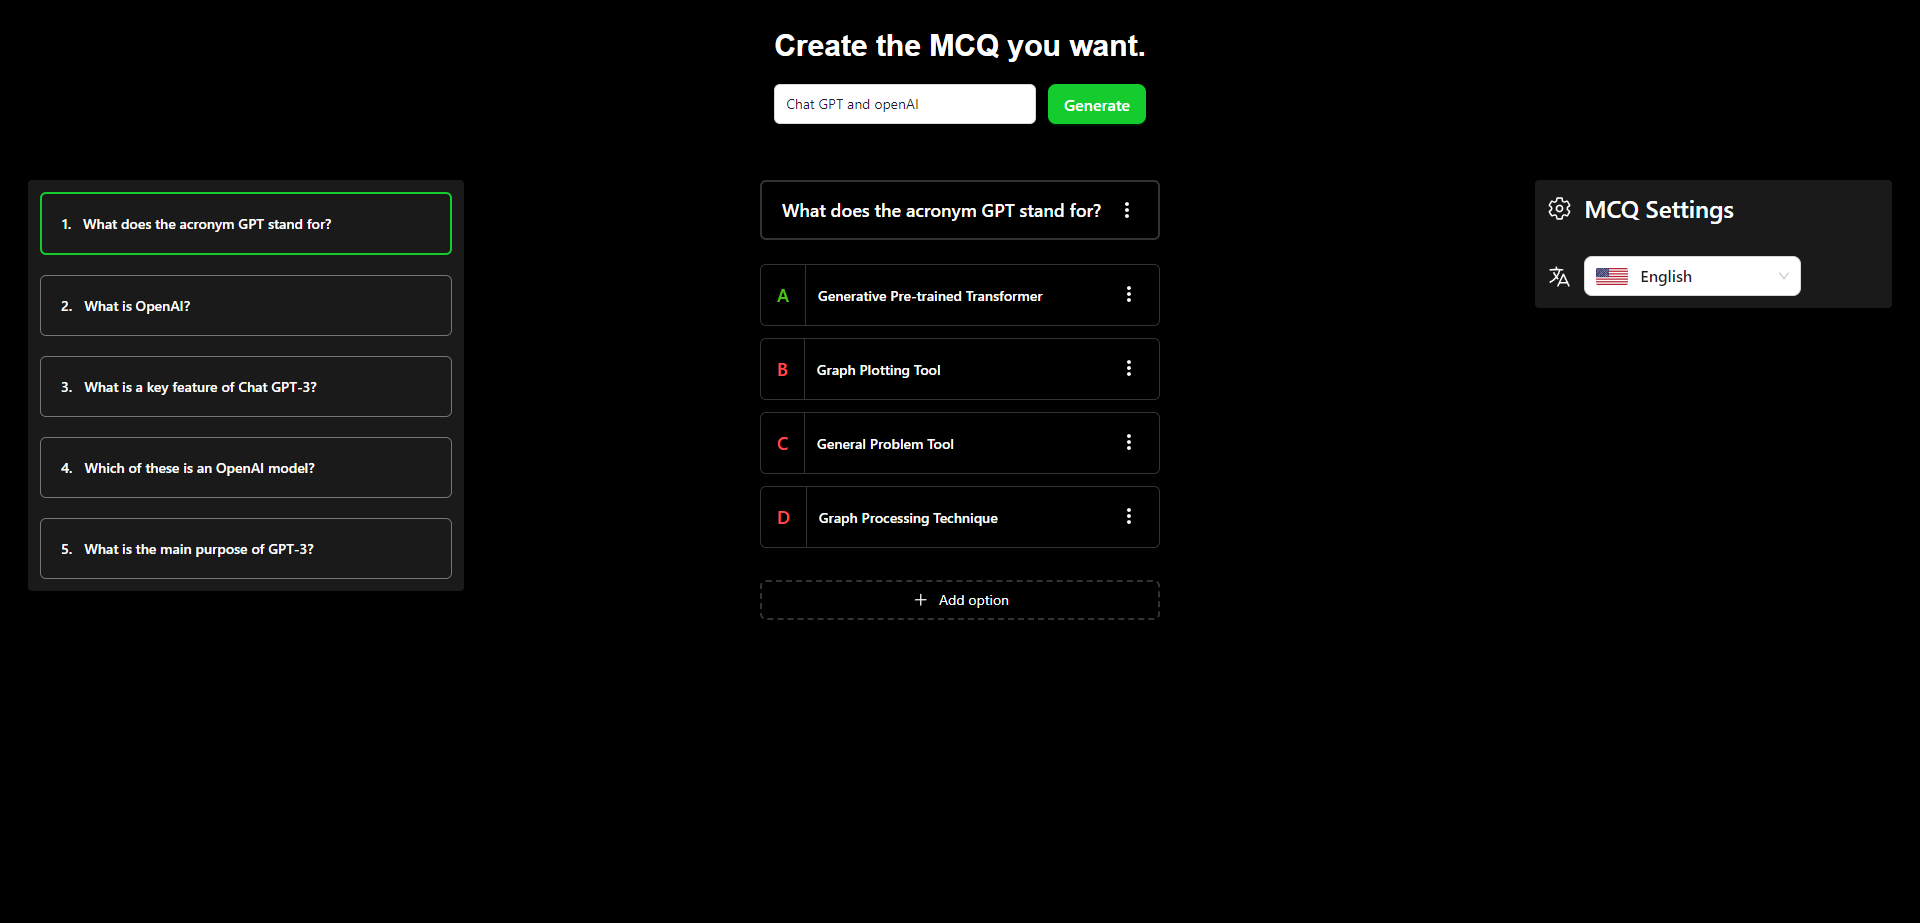 Create the MCQ you want.
Chat GPT and openAI
Generate
1. What does the acronym GPT stand for?
2. What is OpenAI?
3. What is a key feature of Chat GPT-3?
4. Which of these is an OpenAI model?
5. What is the main purpose of GPT-3?
What does the acronym GPT stand for?
A Generative Pre-trained Transformer
B Graph Plotting Tool
C General Problem Tool
D Graph Processing Technique
+ Add option
MCQ Settings
English